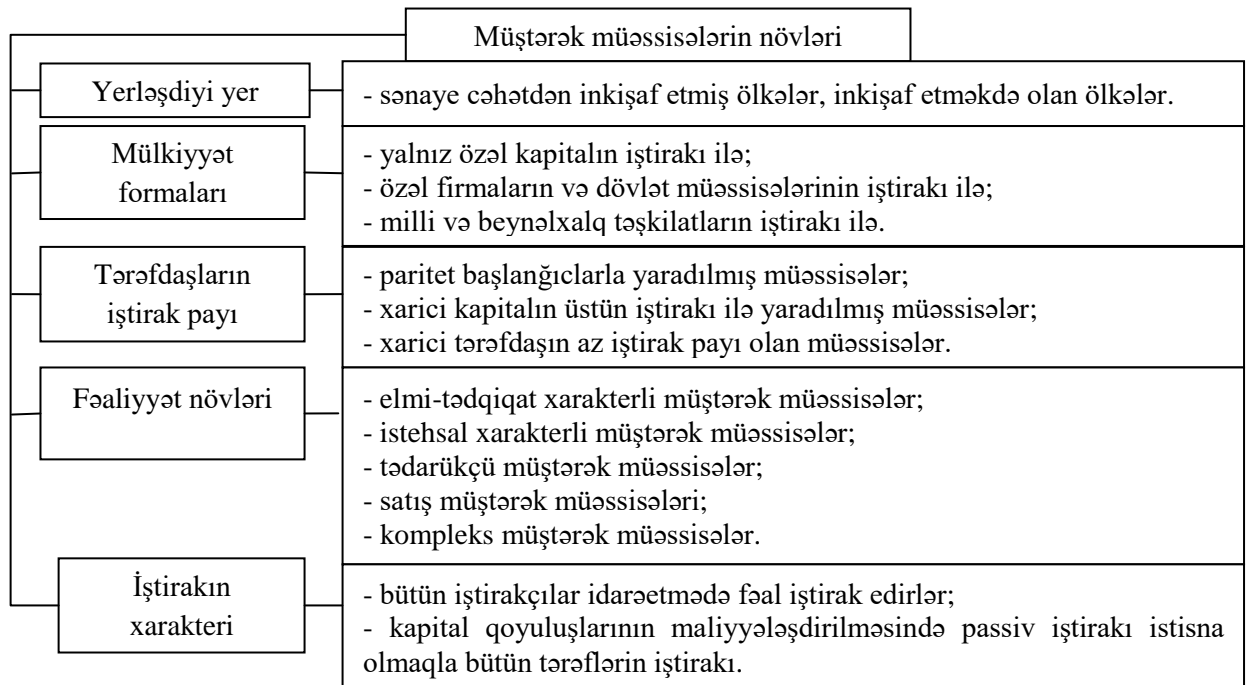 Müştərək müəssisələrin növləri
Yerləşdiyi yer
- sənaye cəhətdən inkişaf etmiş ölkələr, inkişaf etməkdə olan ölkələr.
Mülkiyyət
formaları
- yalnız özəl kapitalın iştirakı ilə;
- özəl firmaların və dövlət müəssisələrinin iştirakı ilə;
- milli və beynəlxalq təşkilatların iştirakı ilə.
Tərəfdaşların
iştirak payı
- paritet başlanğıclarla yaradılmış müəssisələr;
- xarici kapitalın üstün iştirakı ilə yaradılmış müəssisələr;
- xarici tərəfdaşın az iştirak payı olan müəssisələr.
Fəaliyyət növləri
- elmi-tədqiqat xarakterli müştərək müəssisələr;
- istehsal xarakterli müştərək müəssisələr;
- tədarükçü müştərək müəssisələr;
- satış müştərək müəssisələri;
- kompleks müştərək müəssisələr.
İştirakın
xarakteri
- bütün iştirakçılar idarəetmədə fəal iştirak edirlər;
- kapital qoyuluşlarının maliyyələşdirilməsində passiv iştirakı istisna
olmaqla bütün tərəflərin iştirakı.